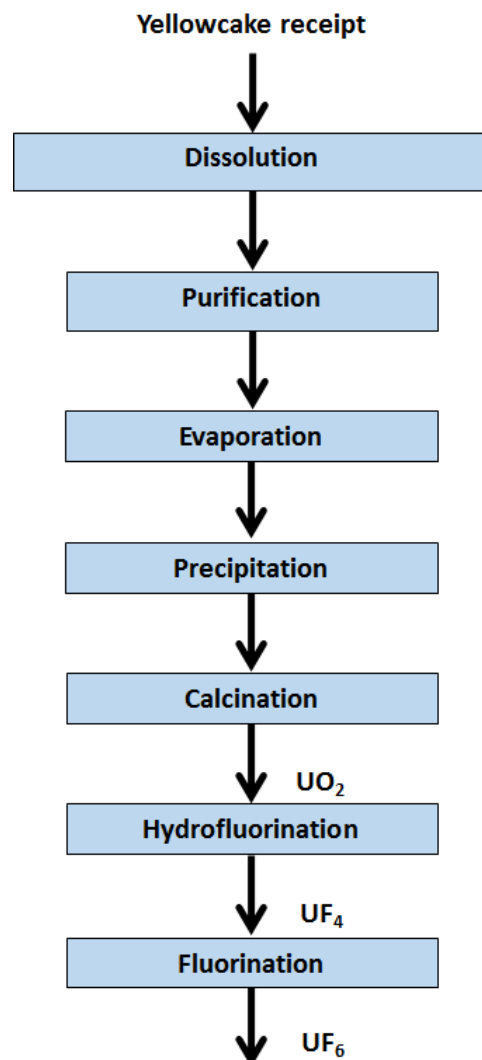 Yellowcake receipt
Dissolution
Purification
Evaporation
Precipitation
Calcination
UO₂
Hydrofluorination
UF₄
Fluorination
UF₆